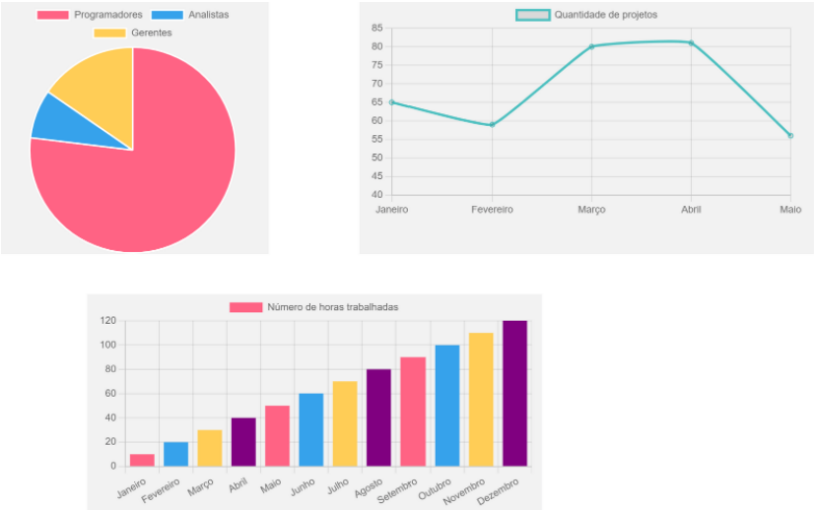 Programadores Analistas
Gerentes
Quantidade de projetos
85
80
75
70
65
60
55
50
45
40
Janeiro Fevereiro Março Abril Maio
Número de horas trabalhadas
120
100
80
60
40
20
0
Janeiro Fevereiro Março Abril Maio Junho Julho Agosto Setembro Outubro Novembro Dezembro